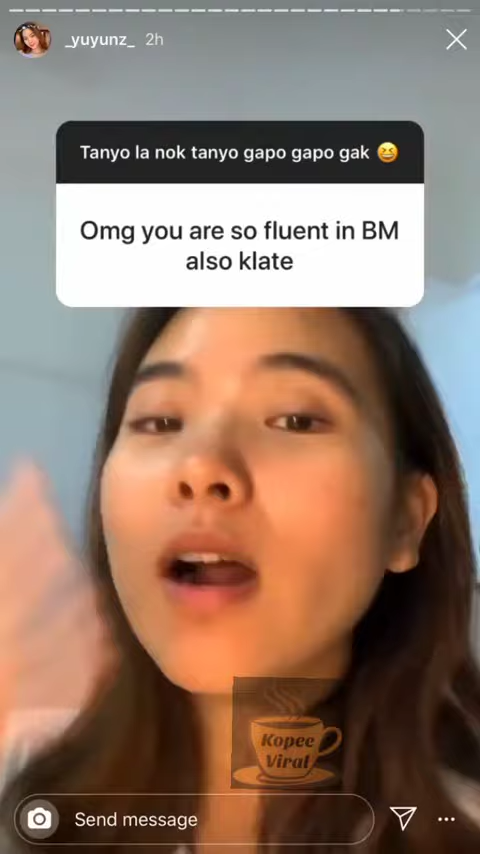 _yuyunz_ 2h
Tanyo la nok tanyo gapo gapo gak 😆
Omg you are so fluent in BM
also klate
Kopee
Viral
Send message